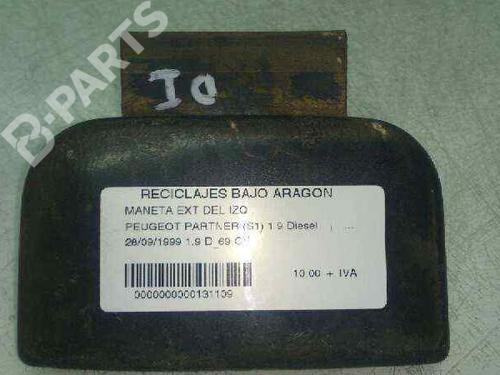 B-PARTS
IO
RECICLAJES BAJO ARAGON
MANETA EXT DEL IZQ
PEUGEOT PARTNER (S1) 1.9 Diesel | ...
28/09/1999 1.9 D_69 CV
10.00 + IVA
0000000000131109